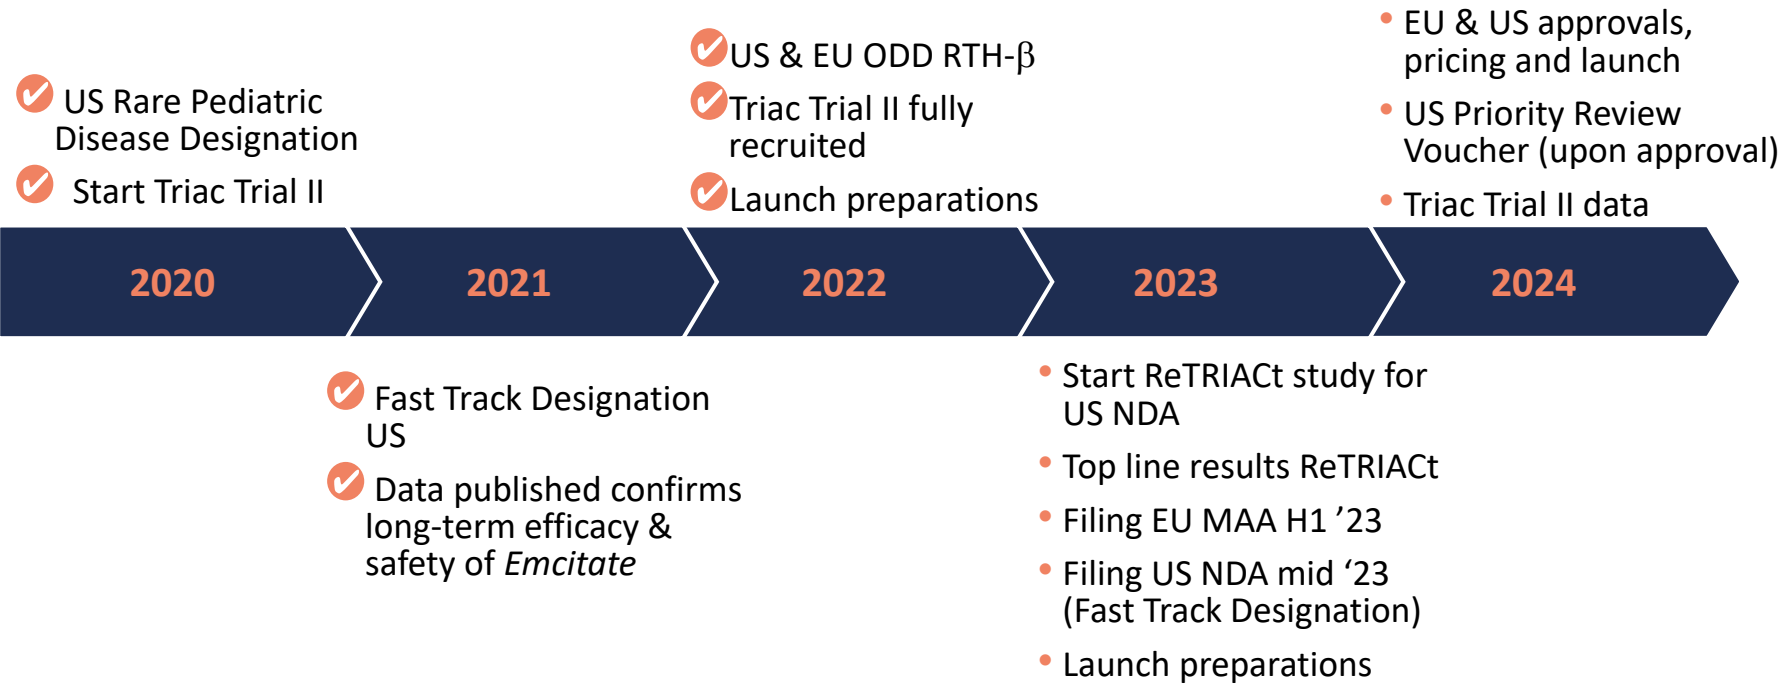 US Rare Pediatric
Disease Designation
Start Triac Trial II
US & EU ODD RTH-β
Triac Trial II fully
recruited
Launch preparations
• EU & US approvals,
pricing and launch
• US Priority Review
Voucher (upon approval)
• Triac Trial II data
2020
2021
2022
2023
2024
Fast Track Designation
US
Data published confirms
long-term efficacy &
safety of Emcitate
• Start ReTRIACt study for
US NDA
• Top line results ReTRIACt
• Filing EU MAA H1 ’23
• Filing US NDA mid ‘23
(Fast Track Designation)
• Launch preparations